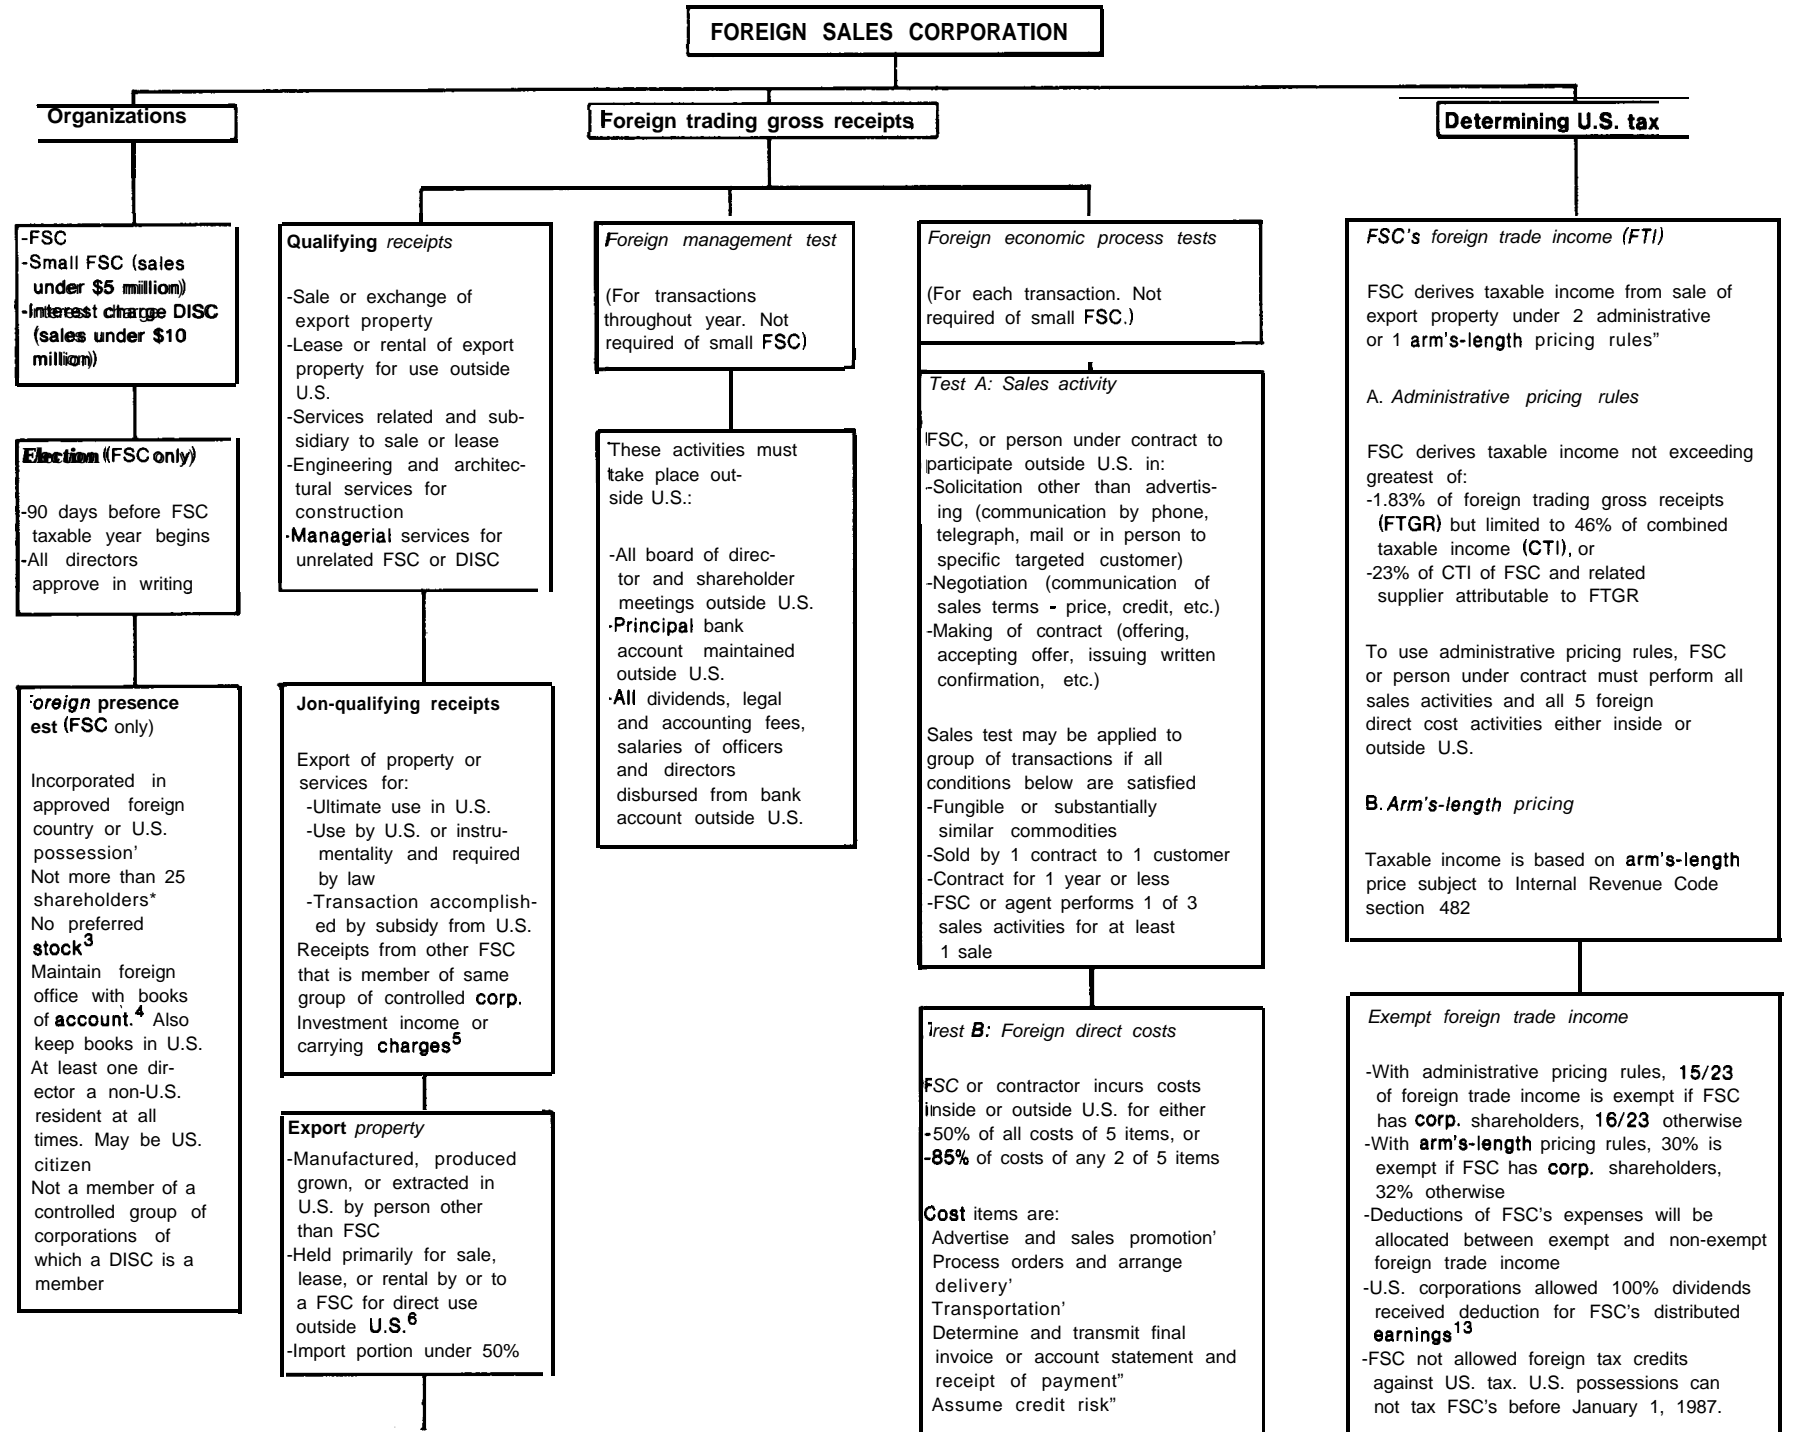 FOREIGN SALES CORPORATION
Organizations
-FSC
-Small FSC (sales
under $5 million)
-Interest charge DISC
(sales under $10
million)
Election (FSC only)
-90 days before FSC
taxable year begins
-All directors
approve in writing
oreign presence
est (FSC only)
Incorporated in
approved foreign
country or U.S.
possession'
Not more than 25
shareholders*
No preferred
stock3
Maintain foreign
office with books
of account.4 Also
keep books in U.S.
At least one dir-
ector a non-U.S.
resident at all
times. May be US.
citizen
Not a member of a
controlled group of
corporations of
which a DISC is a
member
Foreign trading gross receipts
Qualifying receipts
-Sale or exchange of
export property
-Lease or rental of export
property for use outside
U.S.
-Services related and sub-
sidiary to sale or lease
-Engineering and architec-
tural services for
construction
-Managerial services for
unrelated FSC or DISC
Jon-qualifying receipts
Export of property or
services for:
-Ultimate use in U.S.
-Use by U.S. or instru-
mentality and required
by law
-Transaction accomplish-
ed by subsidy from U.S.
Receipts from other FSC
that is member of same
group of controlled corp.
Investment income or
carrying charges5
Export property
-Manufactured, produced
grown, or extracted in
U.S. by person other
than FSC
-Held primarily for sale,
lease, or rental by or to
a FSC for direct use
outside U.S.6
-Import portion under 50%
Foreign management test
(For transactions
throughout year. Not
required of small FSC)
These activities must
take place out-
side U.S.:
-All board of direc-
tor and shareholder
meetings outside U.S.
-Principal bank
account maintained
outside U.S.
-All dividends, legal
and accounting fees,
salaries of officers
and directors
disbursed from bank
account outside U.S.
Foreign economic process tests
(For each transaction. Not
required of small FSC.)
Test A: Sales activity
FSC, or person under contract to
participate outside U.S. in:
-Solicitation other than advertis-
ing (communication by phone,
telegraph, mail or in person to
specific targeted customer)
-Negotiation (communication of
sales terms - price, credit, etc.)
-Making of contract (offering,
accepting offer, issuing written
confirmation, etc.)
Sales test may be applied to
group of transactions if all
conditions below are satisfied
-Fungible or substantially
similar commodities
-Sold by 1 contract to 1 customer
-Contract for 1 year or less
-FSC or agent performs 1 of 3
sales activities for at least
1 sale
Trest B: Foreign direct costs
FSC or contractor incurs costs
inside or outside U.S. for either
-50% of all costs of 5 items, or
-85% of costs of any 2 of 5 items
Cost items are:
Advertise and sales promotion'
Process orders and arrange
delivery'
Transportation'
Determine and transmit final
invoice or account statement and
receipt of payment"
Assume credit risk"
Determining U.S. tax
FSC's foreign trade income (FTI)
FSC derives taxable income from sale of
export property under 2 administrative
or 1 arm's-length pricing rules"
A. Administrative pricing rules
FSC derives taxable income not exceeding
greatest of:
-1.83% of foreign trading gross receipts
(FTGR) but limited to 46% of combined
taxable income (CTI), or
-23% of CTI of FSC and related
supplier attributable to FTGR
To use administrative pricing rules, FSC
or person under contract must perform all
sales activities and all 5 foreign
direct cost activities either inside or
outside U.S.
B. Arm's-length pricing
Taxable income is based on arm's-length
price subject to Internal Revenue Code
section 482
Exempt foreign trade income
-With administrative pricing rules, 15/23
of foreign trade income is exempt if FSC
has corp. shareholders, 16/23 otherwise
-With arm's-length pricing rules, 30% is
exempt if FSC has corp. shareholders,
32% otherwise
-Deductions of FSC's expenses will be
allocated between exempt and non-exempt
foreign trade income
-U.S. corporations allowed 100% dividends
received deduction for FSC's distributed
earnings13
-FSC not allowed foreign tax credits
against US. tax. U.S. possessions can
not tax FSC's before January 1, 1987.